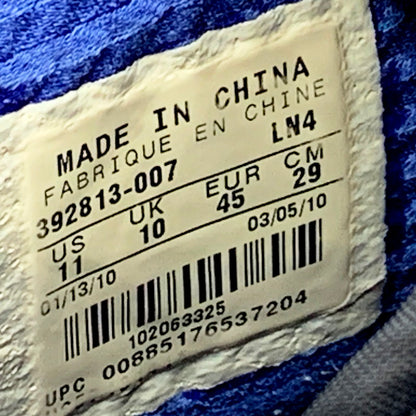 MADE IN CHINA
FABRIQUE EN CHINE
392813-007 LN4
US UK EUR CM
11 10 45 29
01/13/10 03/05/10
102063325
UPC 00885176537204